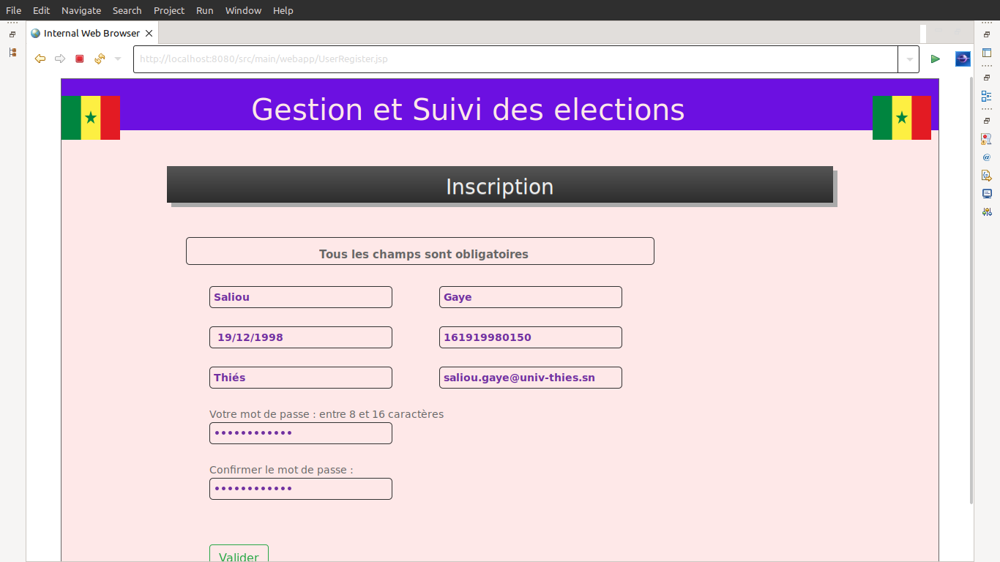 File Edit Navigate Search Project Run Window Help
Internal Web Browser
http://localhost:8080/src/main/webapp/UserRegister.jsp
Gestion et Suivi des elections
Inscription
Tous les champs sont obligatoires
Saliou Gaye
19/12/1998 161919980150
Thiés saliou.gaye@univ-thies.sn
Votre mot de passe : entre 8 et 16 caractères
••••••••••••
Confirmer le mot de passe :
••••••••••••
Valider